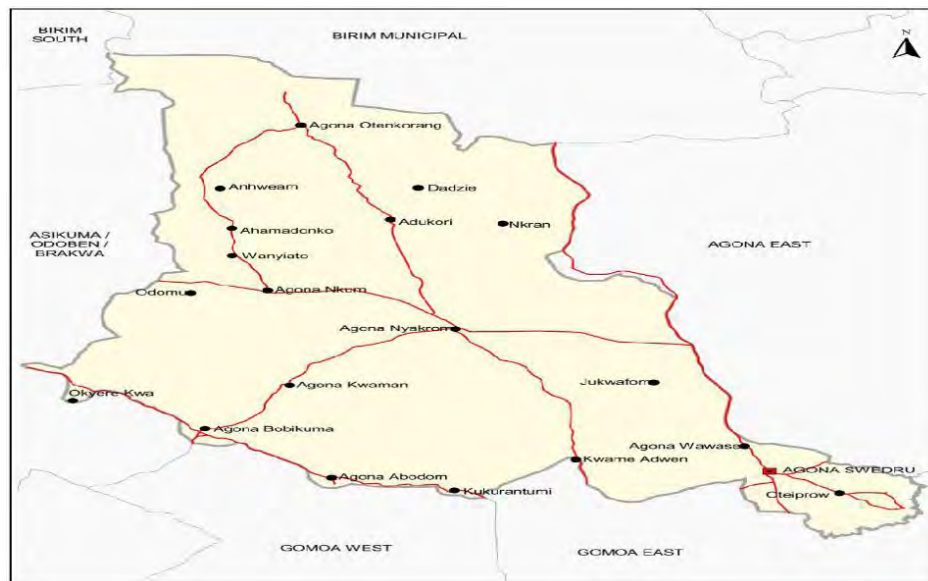 BIRIM
SOUTH
BIRIM MUNICIPAL
N
Agona Otenkorang
Anhweam
Dadzie
Adukori
Nkran
Ahamadonko
ASIKUMA /
ODOBEN /
BRAKWA
AGONA EAST
Wanyiato
Odomu
Agona Nkum
Agona Nyakrom
Agona Kwaman
Jukwafom
Okyere Kwa
Agona Bobikuma
Agona Wawase
Kwame Adwen
AGONA SWEDRU
Agona Abodom
Kukurantumi
Oteiprow
GOMOA WEST
GOMOA EAST